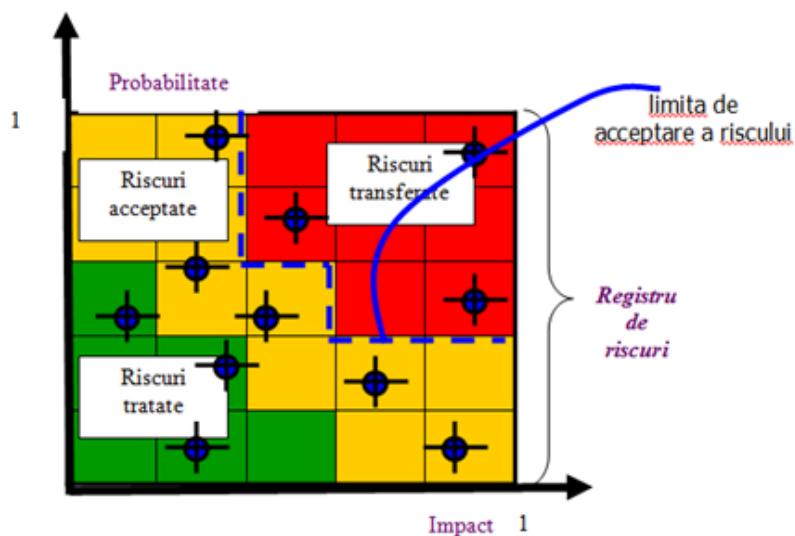 Probabilitate
1
limita de
acceptare a riscului
Riscuri
acceptate
Riscuri
transferate
Registru
de
riscuri
Riscuri
tratate
Impact
1